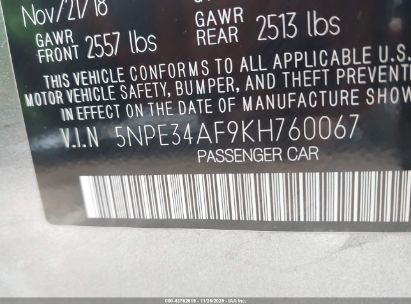 Nov/21/18
GAWR FRONT 2557 lbs GAWR REAR 2513 lbs
THIS VEHICLE CONFORMS TO ALL APPLICABLE U.S.
MOTOR VEHICLE SAFETY, BUMPER, AND THEFT PREVENT
IN EFFECT ON THE DATE OF MANUFACTURE SHOW
V.I.N 5NPE34AF9KH760067
PASSENGER CAR